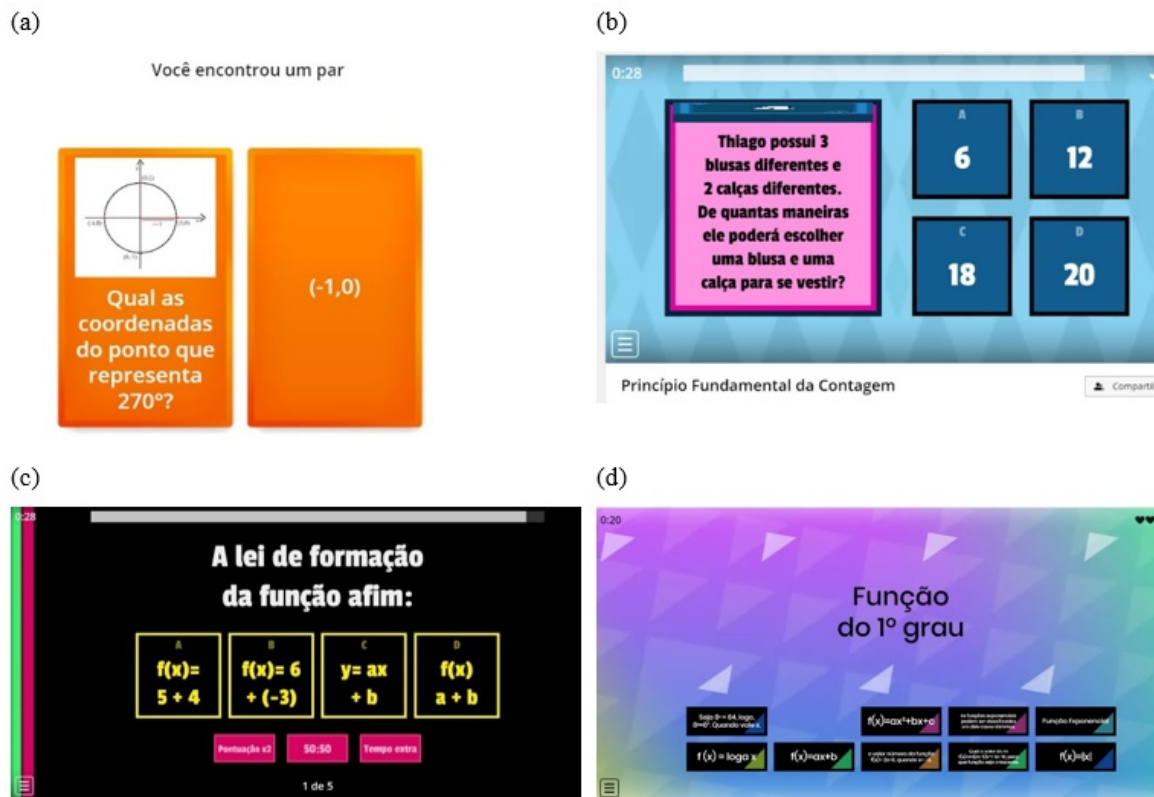 (a)
Você encontrou um par
Qual as
coordenadas
do ponto que
representa
270°?
(-1,0)
(b)
0:28
Thiago possui 3
blusas diferentes e
2 calças diferentes.
De quantas maneiras
ele poderá escolher
uma blusa e uma
calça para se vestir?
A
6
B
12
C
18
D
20
Princípio Fundamental da Contagem
Compartil
(c)
0:28
A lei de formação
da função afim:
A
f(x)=
5 + 4
B
f(x)= 6
+ (-3)
C
y= ax
+ b
D
f(x)
a + b
Pontuação x2
50:50
Tempo extra
1 de 5
(d)
0:20
Função
do 1º grau
f(x)=ax²+bx+c
Função Exponencial
f (x) = loga x
f(x)=ax+b
f(x)=|x|